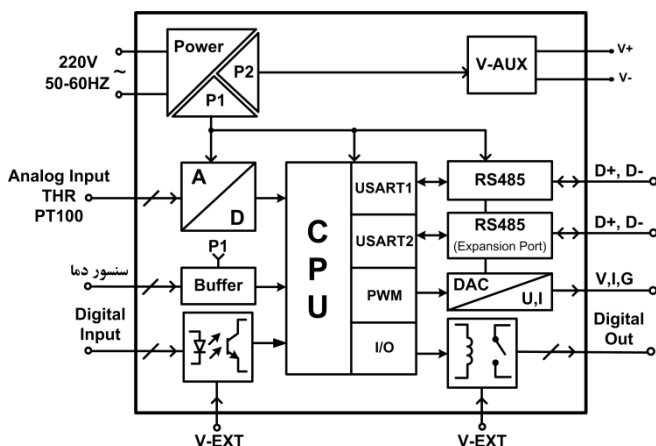 Power
P2
P1
220V
50-60HZ
~
V-AUX
V+
V-
Analog Input
THR
PT100
A
D
CPU
USART1
USART2
PWM
I/O
RS485
D+, D-
RS485
(Expansion Port)
D+, D-
P1
Buffer
سنسور دما
DAC
U,I
V,I,G
Digital
Input
Digital
Out
V-EXT
V-EXT